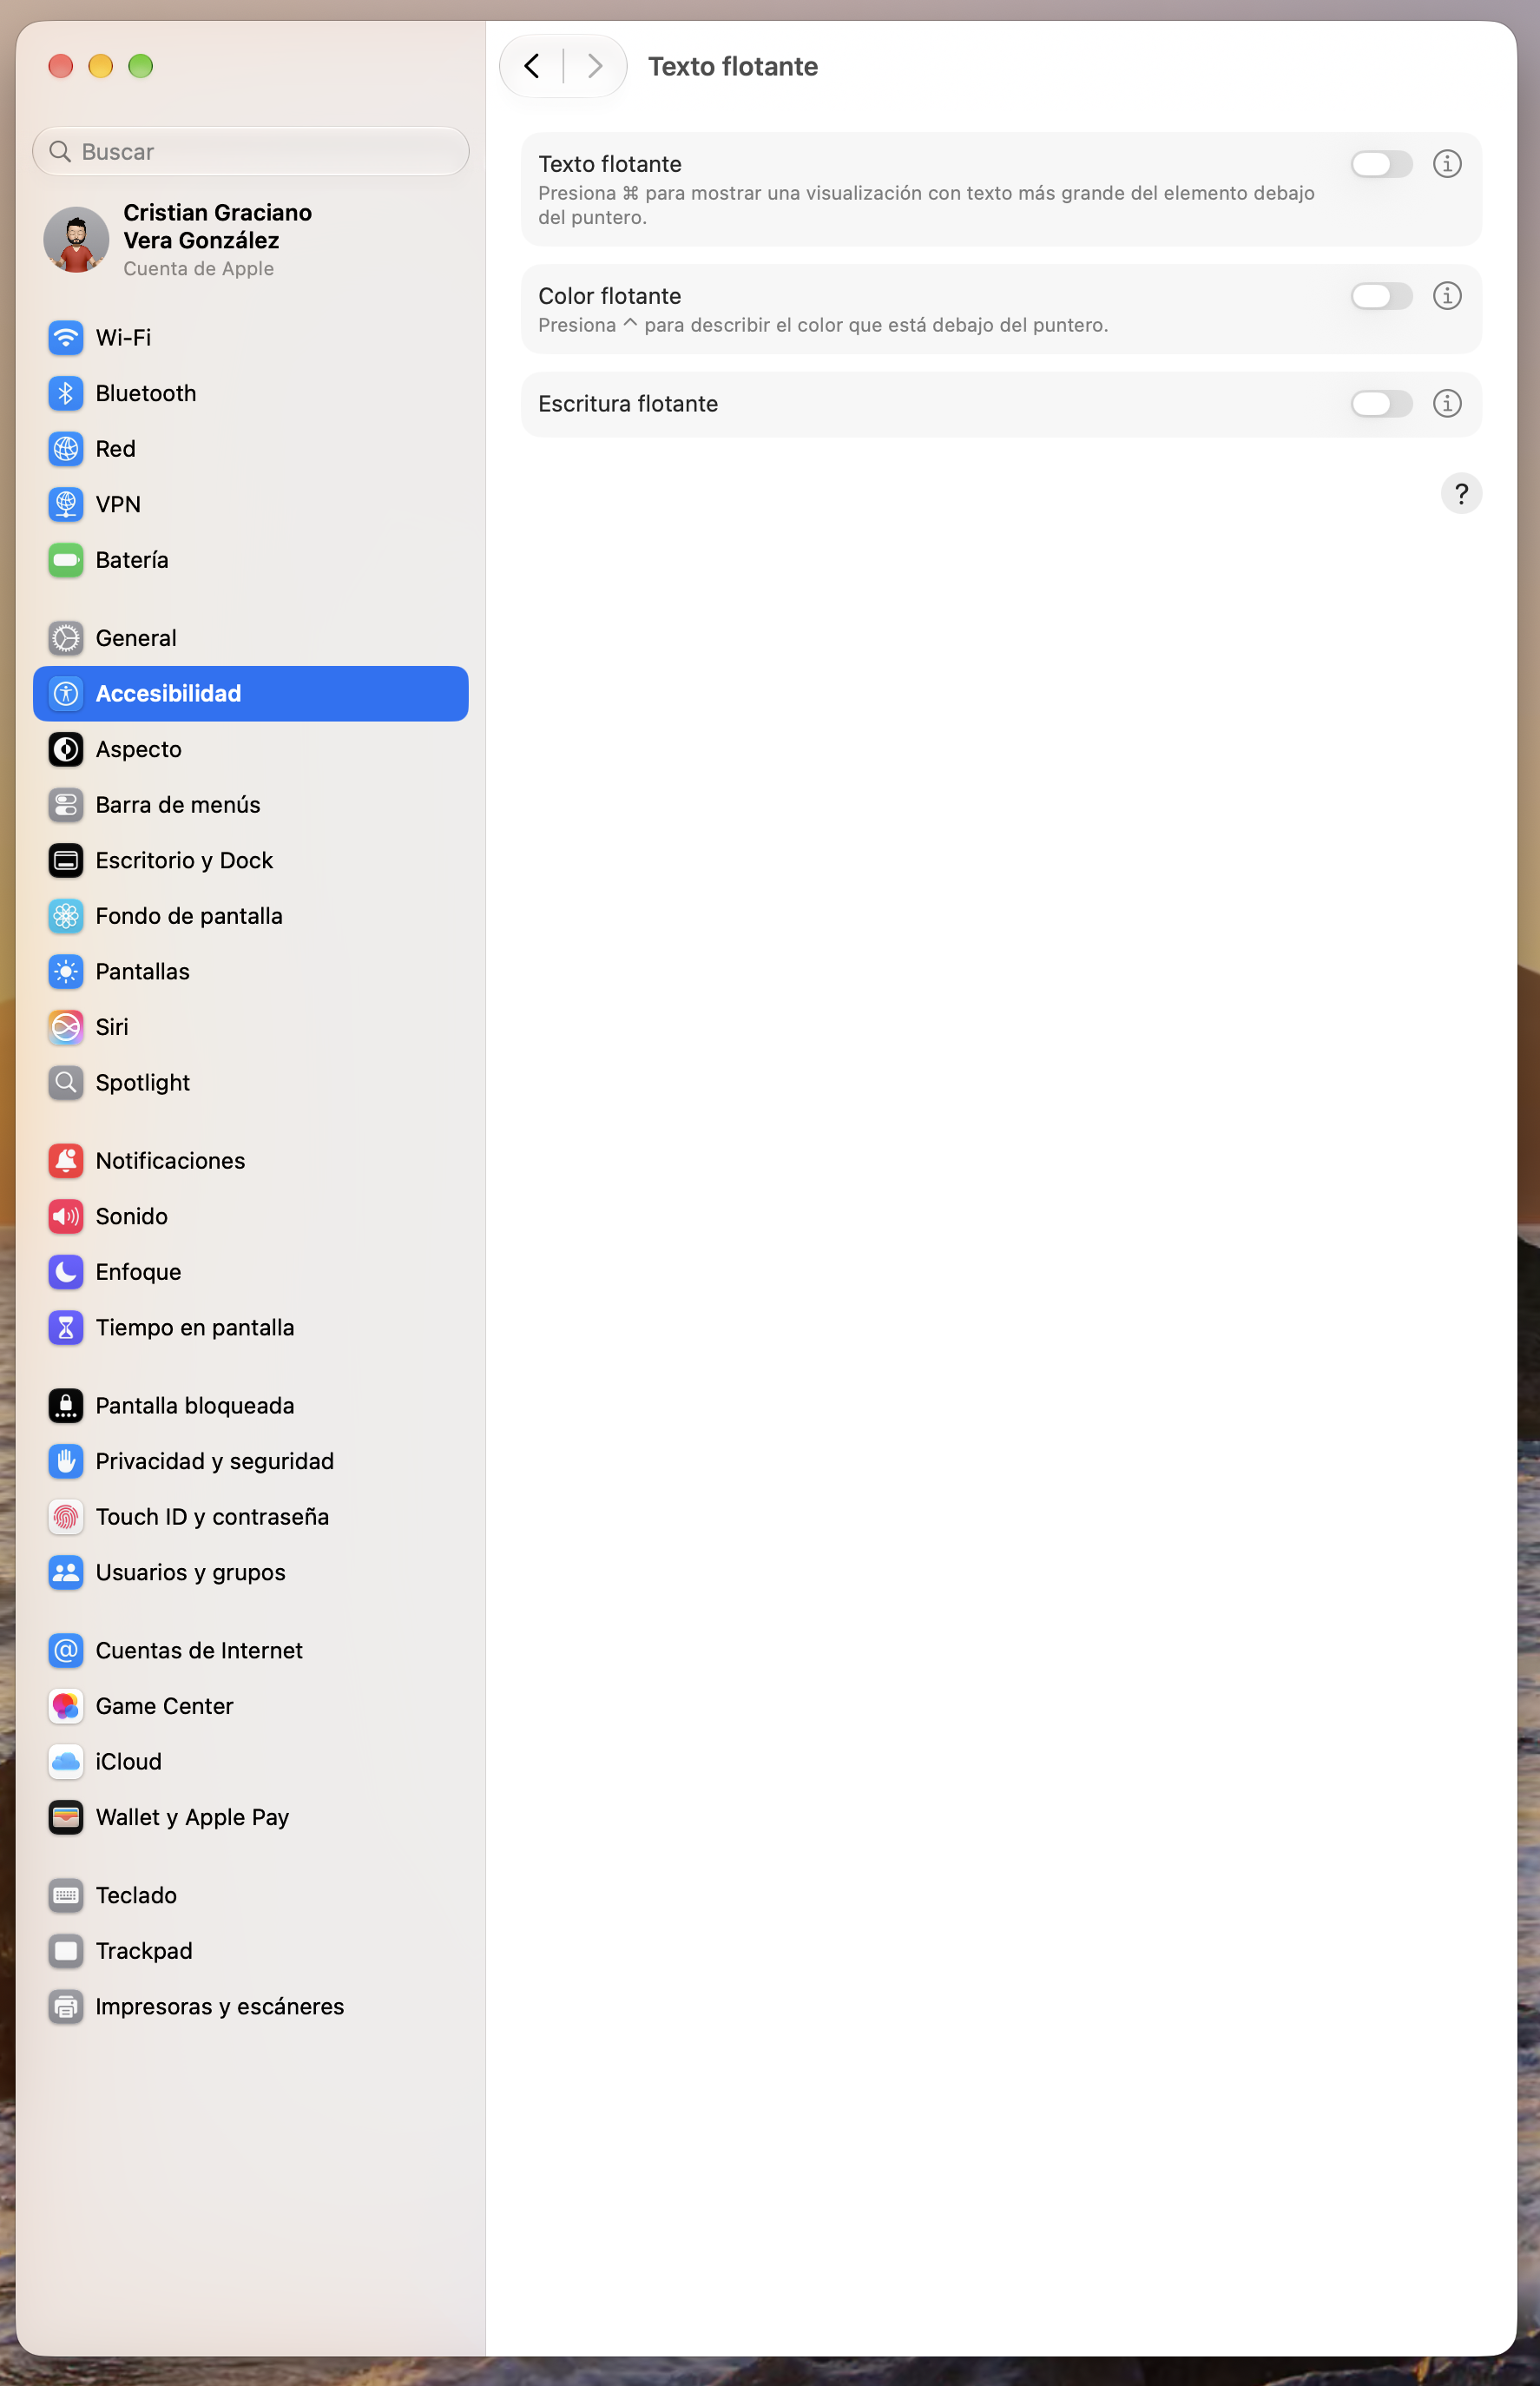 Texto flotante
Buscar
Cristian Graciano
Vera González
Cuenta de Apple
Wi-Fi
Bluetooth
Red
VPN
Batería
General
Accesibilidad
Aspecto
Barra de menús
Escritorio y Dock
Fondo de pantalla
Pantallas
Siri
Spotlight
Notificaciones
Sonido
Enfoque
Tiempo en pantalla
Pantalla bloqueada
Privacidad y seguridad
Touch ID y contraseña
Usuarios y grupos
Cuentas de Internet
Game Center
iCloud
Wallet y Apple Pay
Teclado
Trackpad
Impresoras y escáneres
Texto flotante
Presiona ⌘ para mostrar una visualización con texto más grande del elemento debajo
del puntero.
Color flotante
Presiona ^ para describir el color que está debajo del puntero.
Escritura flotante
?